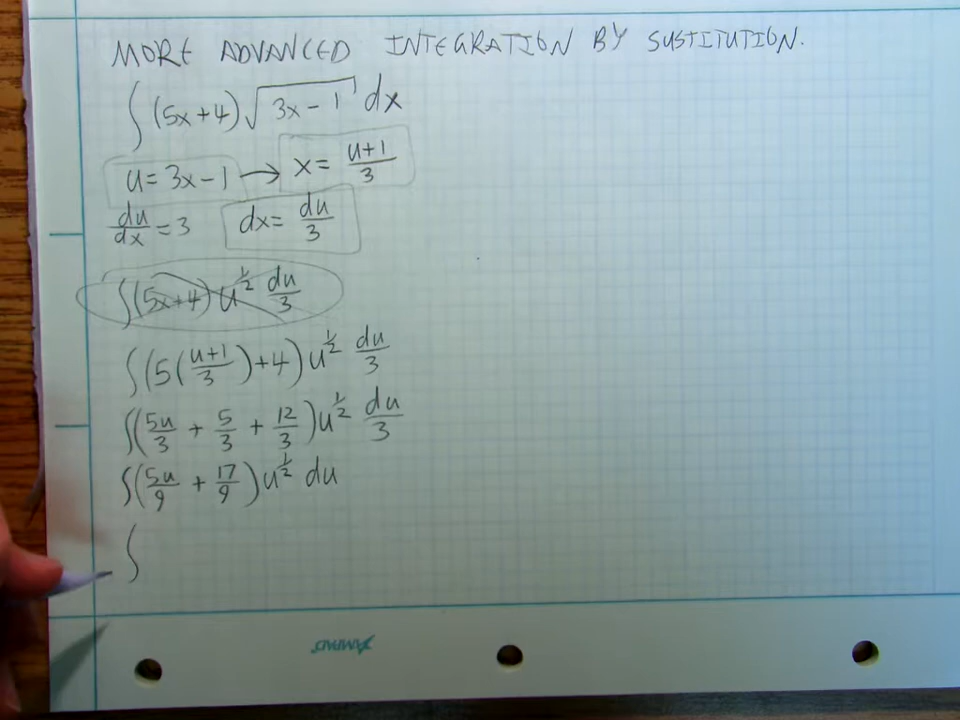 MORE ADVANCED INTEGRATION BY SUSTITUTION.
∫ (5x+4) √(3x-1) dx
u = 3x-1 → x = (u+1)/3
du/dx = 3 dx = du/3
∫ (5x+4) u^(1/2) du/3
∫ (5((u+1)/3)+4) u^(1/2) du/3
∫ (5u/3 + 5/3 + 12/3) u^(1/2) du/3
∫ (5u/9 + 17/9) u^(1/2) du
∫
AMPAD